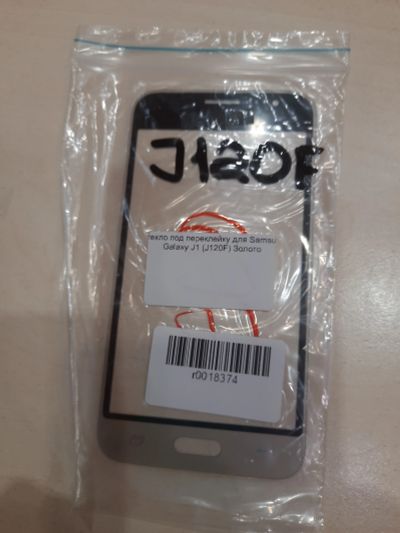 J120F
текло под переклейку для Samsu
Galaxy J1 (J120F) Золото
r0018374